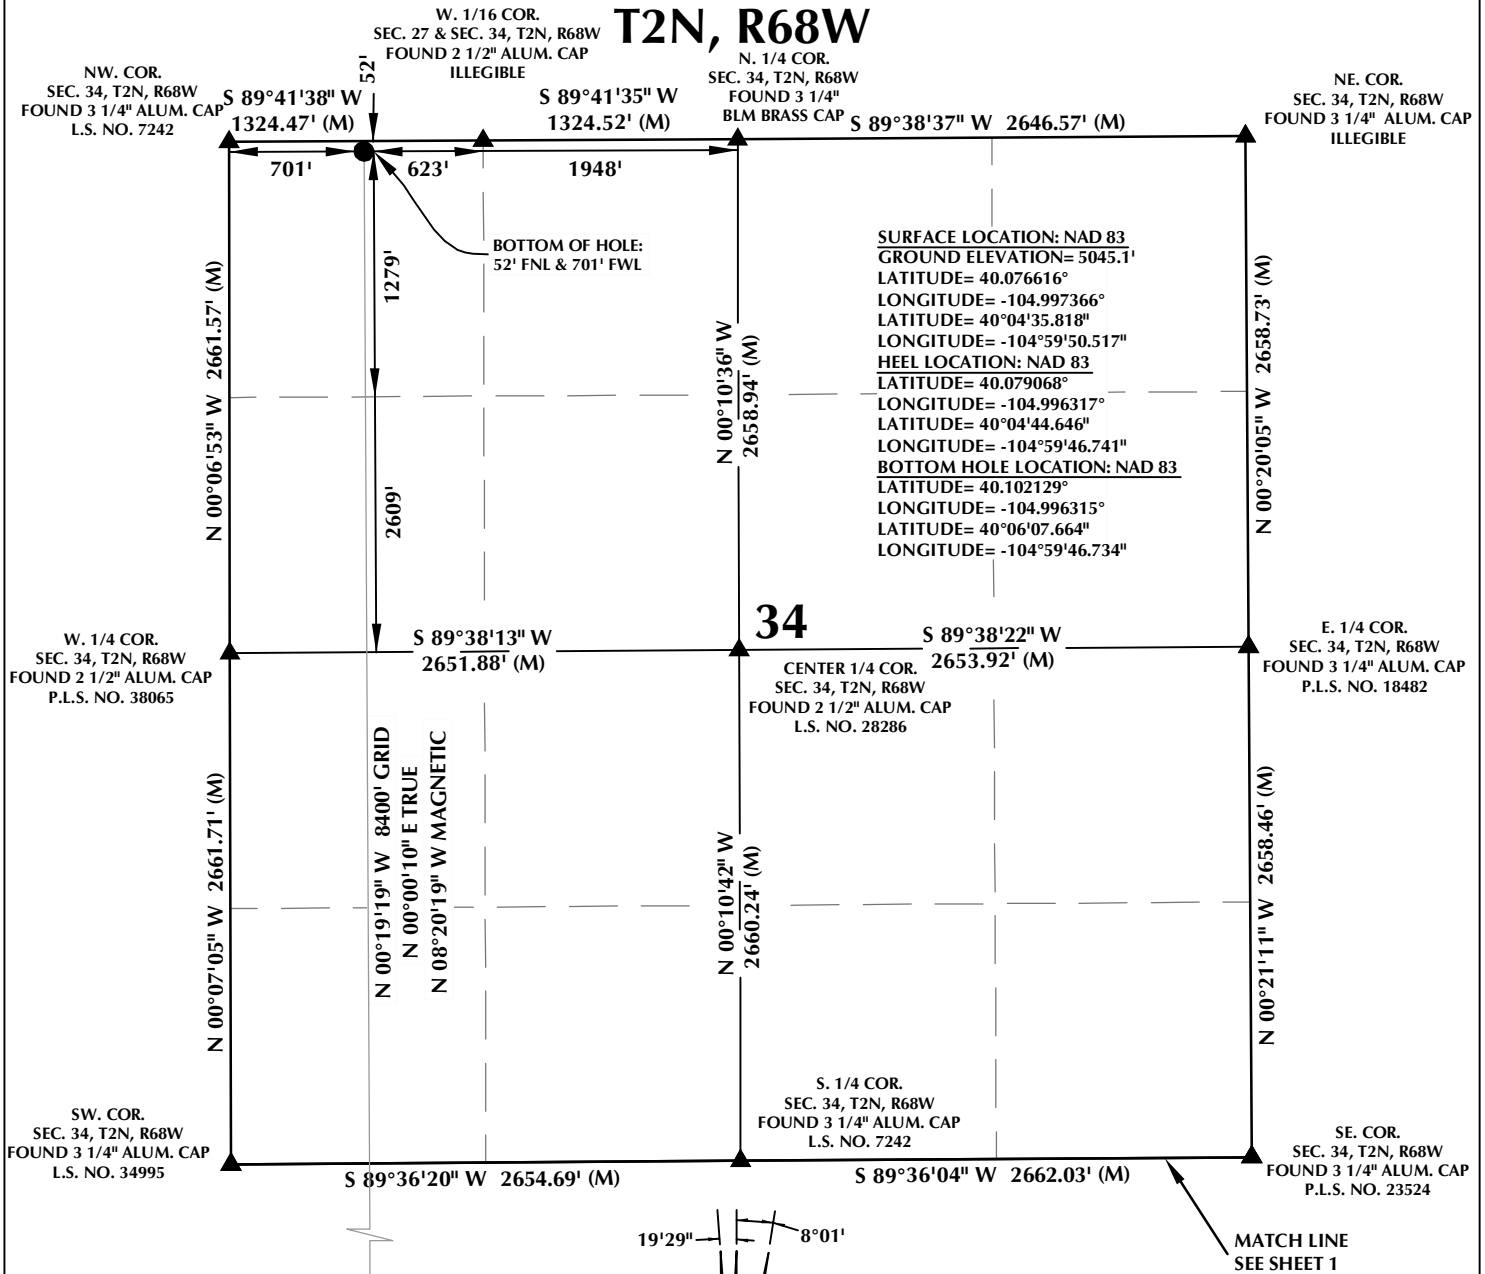 T2N, R68W
W. 1/16 COR.
SEC. 27 & SEC. 34, T2N, R68W
FOUND 2 1/2" ALUM. CAP
ILLEGIBLE
52'
NW. COR.
SEC. 34, T2N, R68W
FOUND 3 1/4" ALUM. CAP
L.S. NO. 7242
S 89°41'38" W
1324.47' (M)
S 89°41'35" W
1324.52' (M)
N. 1/4 COR.
SEC. 34, T2N, R68W
FOUND 3 1/4"
BLM BRASS CAP
S 89°38'37" W 2646.57' (M)
NE. COR.
SEC. 34, T2N, R68W
FOUND 3 1/4" ALUM. CAP
ILLEGIBLE
701'
623'
1948'
BOTTOM OF HOLE:
52' FNL & 701' FWL
1279'
2609'
N 00°06'53" W 2661.57' (M)
N 00°10'36" W
2658.94' (M)
SURFACE LOCATION: NAD 83
GROUND ELEVATION= 5045.1'
LATITUDE= 40.076616°
LONGITUDE= -104.997366°
LATITUDE= 40°04'35.818"
LONGITUDE= -104°59'50.517"
HEEL LOCATION: NAD 83
LATITUDE= 40.079068°
LONGITUDE= -104.996317°
LATITUDE= 40°04'44.646"
LONGITUDE= -104°59'46.741"
BOTTOM HOLE LOCATION: NAD 83
LATITUDE= 40.102129°
LONGITUDE= -104.996315°
LATITUDE= 40°06'07.664"
LONGITUDE= -104°59'46.734"
N 00°20'05" W 2658.73' (M)
34
W. 1/4 COR.
SEC. 34, T2N, R68W
FOUND 2 1/2" ALUM. CAP
P.L.S. NO. 38065
S 89°38'13" W
2651.88' (M)
S 89°38'22" W
2653.92' (M)
CENTER 1/4 COR.
SEC. 34, T2N, R68W
FOUND 2 1/2" ALUM. CAP
L.S. NO. 28286
E. 1/4 COR.
SEC. 34, T2N, R68W
FOUND 3 1/4" ALUM. CAP
P.L.S. NO. 18482
N 00°07'05" W 2661.71' (M)
N 00°19'19" W 8400' GRID
N 00°00'10" E TRUE
N 08°20'19" W MAGNETIC
N 00°10'42" W
2660.24' (M)
N 00°21'11" W 2658.46' (M)
SW. COR.
SEC. 34, T2N, R68W
FOUND 3 1/4" ALUM. CAP
L.S. NO. 34995
S 89°36'20" W 2654.69' (M)
S. 1/4 COR.
SEC. 34, T2N, R68W
FOUND 3 1/4" ALUM. CAP
L.S. NO. 7242
S 89°36'04" W 2662.03' (M)
SE. COR.
SEC. 34, T2N, R68W
FOUND 3 1/4" ALUM. CAP
P.L.S. NO. 23524
19'29"
8°01'
MATCH LINE
SEE SHEET 1